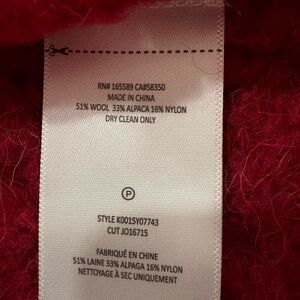 RN# 165589 CA#58350
MADE IN CHINA
51% WOOL 33% ALPACA 16% NYLON
DRY CLEAN ONLY
P
STYLE K0015Y07743
CUT JO16715
FABRIQUÉ EN CHINE
51% LAINE 33% ALPAGA 16% NYLON
NETTOYAGE À SEC UNIQUEMENT